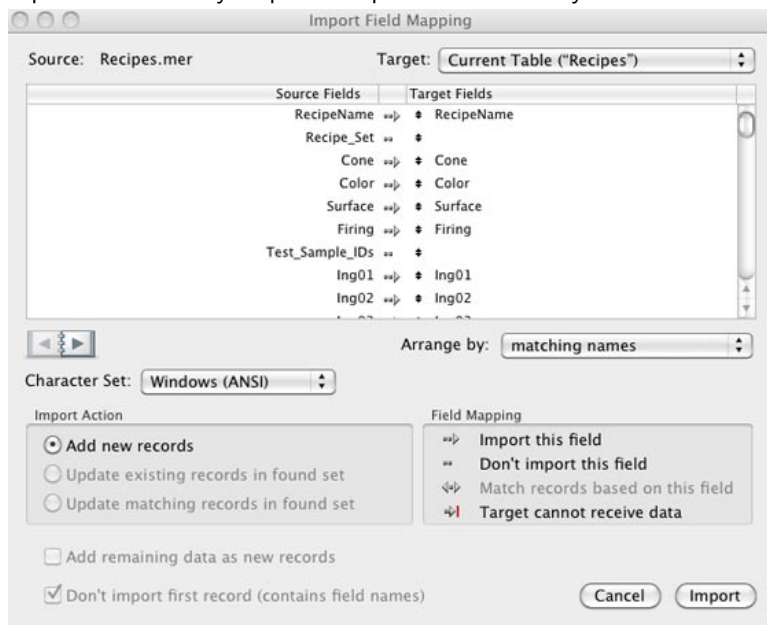 Import Field Mapping
Source: Recipes.mer Target: Current Table ("Recipes")
Source Fields Target Fields
RecipeName RecipeName
Recipe_Set
Cone Cone
Color Color
Surface Surface
Firing Firing
Test_Sample_IDs
Ing01 Ing01
Ing02 Ing02
Arrange by: matching names
Character Set: Windows (ANSI)
Import Action Field Mapping
Add new records Import this field
Update existing records in found set Don't import this field
Update matching records in found set Match records based on this field
Target cannot receive data
Add remaining data as new records
Don't import first record (contains field names) Cancel Import